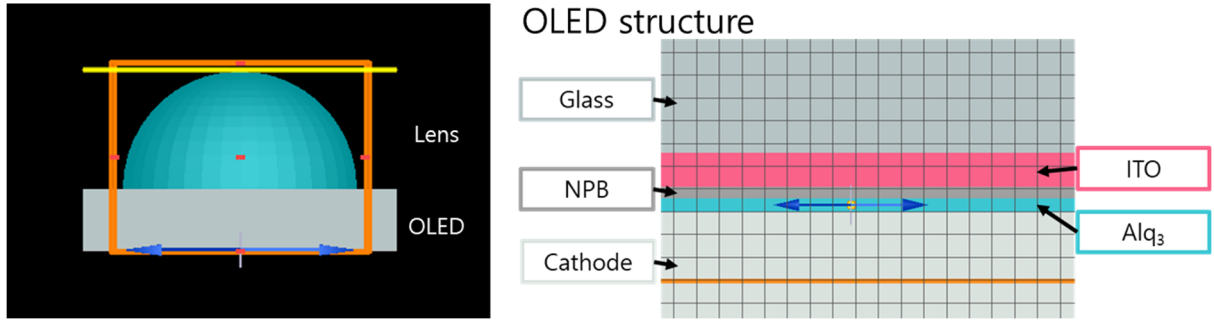 Lens
OLED
OLED structure
Glass
NPB
Cathode
ITO
Alq₃